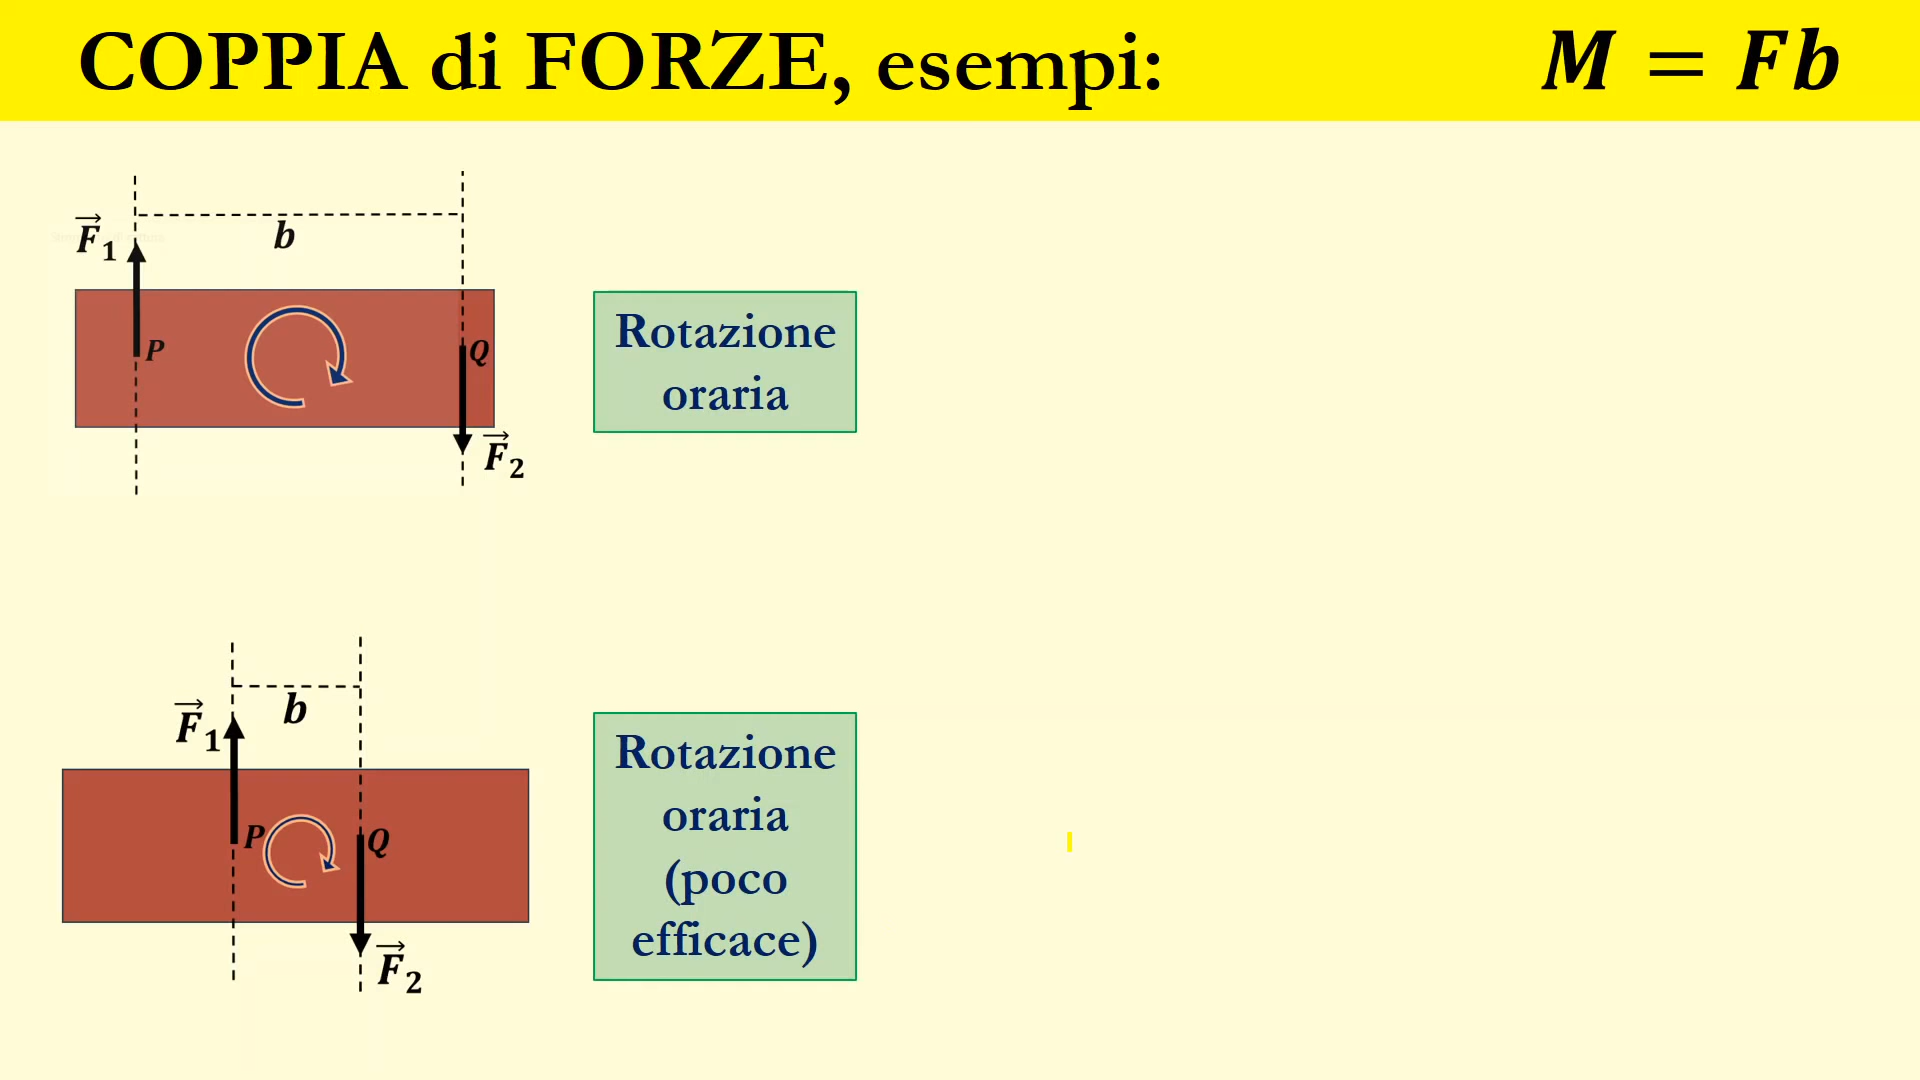 COPPIA di FORZE, esempi:
M = Fb
b
F⃗₁
P
Q
F⃗₂
Rotazione
oraria
b
F⃗₁
P
Q
F⃗₂
Rotazione
oraria
(poco
efficace)